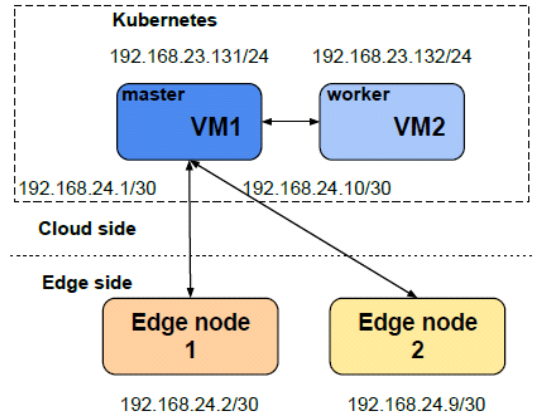 Kubernetes
192.168.23.131/24
192.168.23.132/24
master
VM1
worker
VM2
192.168.24.1/30
192.168.24.10/30
Cloud side
Edge side
Edge node
1
Edge node
2
192.168.24.2/30
192.168.24.9/30